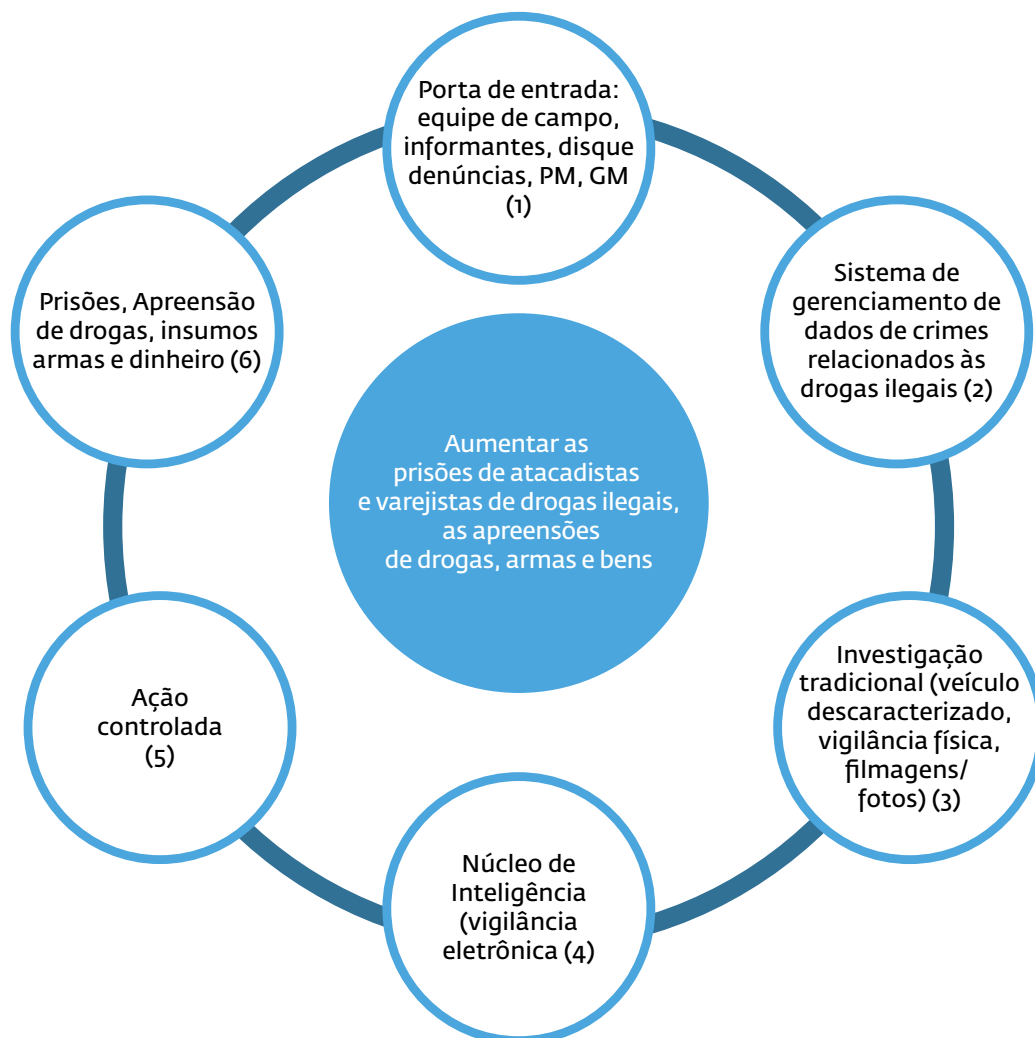 Porta de entrada:
equipe de campo,
informantes, disque
denúncias, PM, GM
(1)
Sistema de
gerenciamento de
dados de crimes
relacionados às
drogas ilegais (2)
Investigação
tradicional (veículo
descaracterizado,
vigilância física,
filmagens/
fotos) (3)
Núcleo de
Inteligência
(vigilância
eletrônica (4)
Ação
controlada
(5)
Prisões, Apreensão
de drogas, insumos
armas e dinheiro (6)
Aumentar as
prisões de atacadistas
e varejistas de drogas ilegais,
as apreensões
de drogas, armas e bens